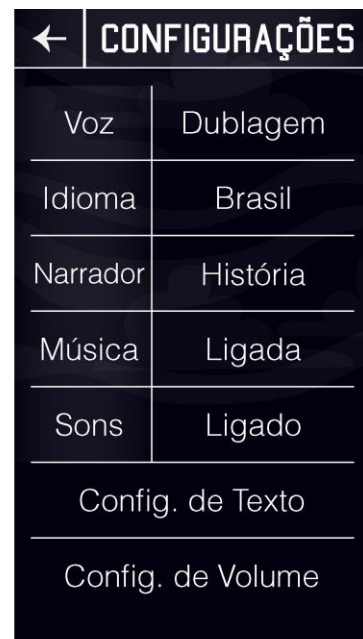 ← CONFIGURAÇÕES
Voz Dublagem
Idioma Brasil
Narrador História
Música Ligada
Sons Ligado
Config. de Texto
Config. de Volume